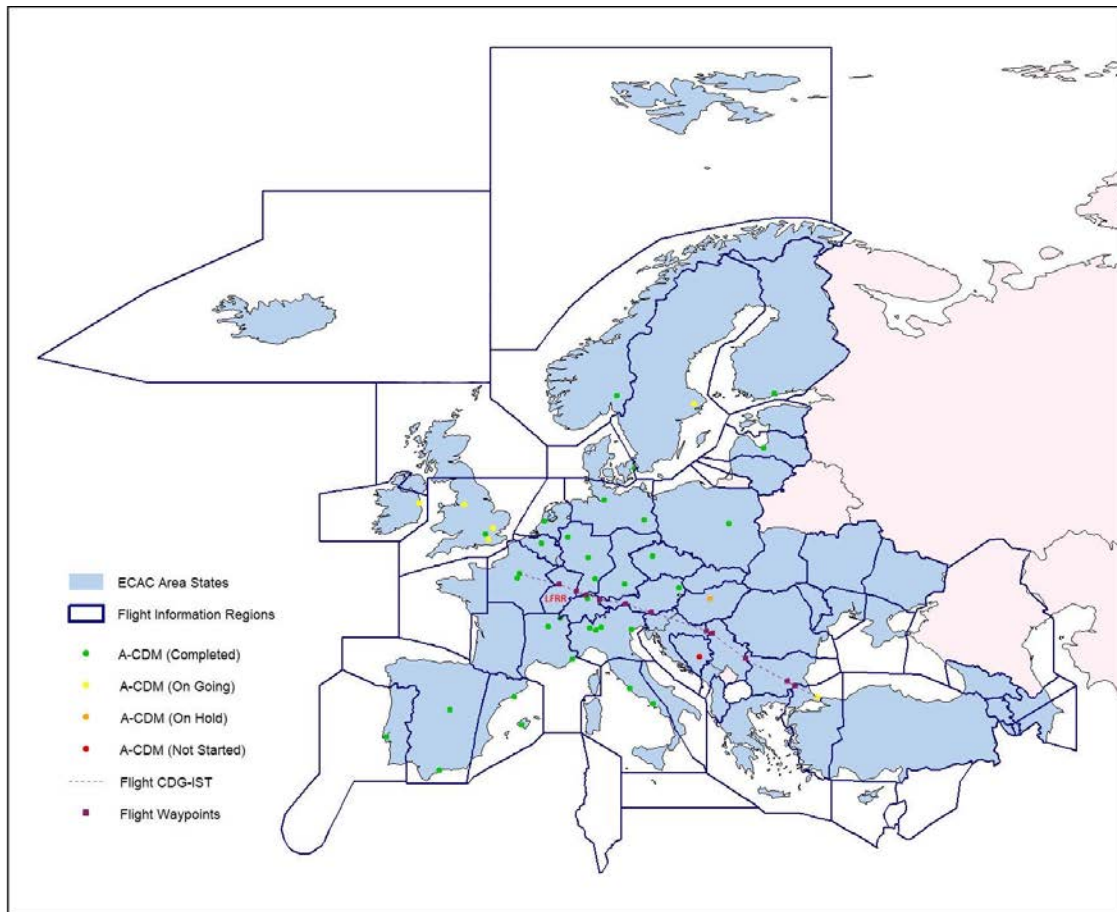 LFRR
ECAC Area States
Flight Information Regions
A-CDM (Completed)
A-CDM (On Going)
A-CDM (On Hold)
A-CDM (Not Started)
Flight CDG-IST
Flight Waypoints